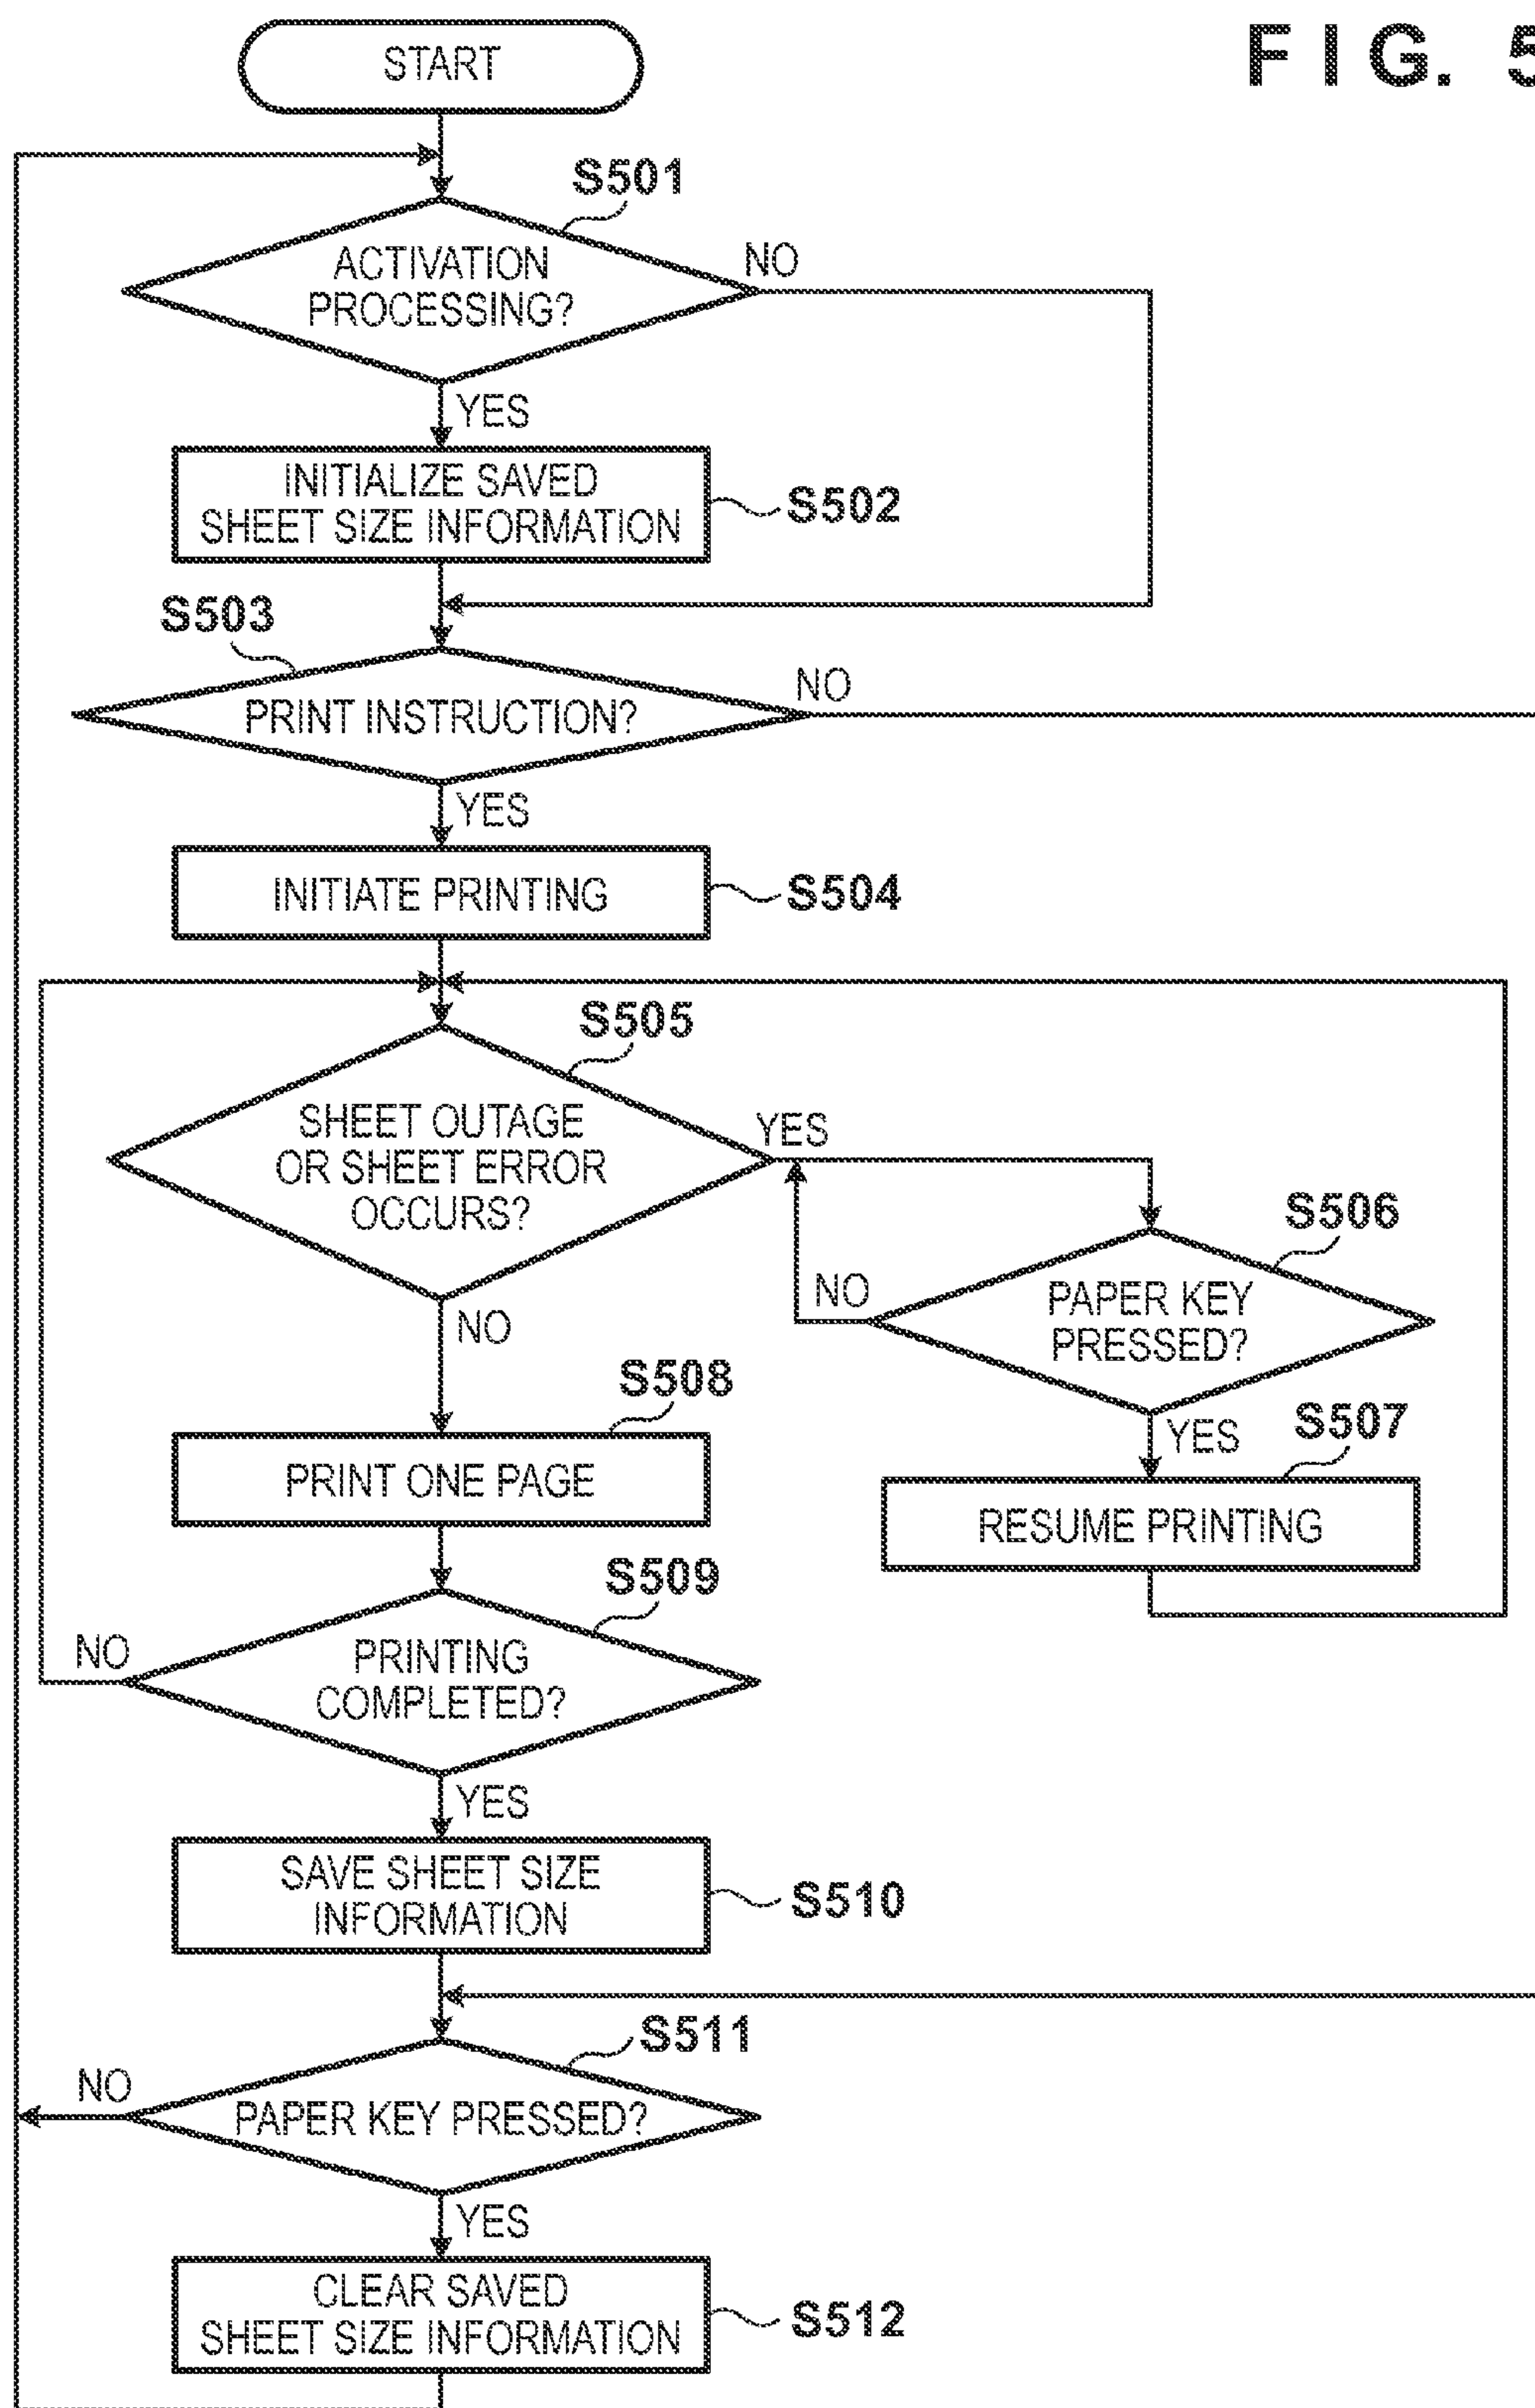 FIG. 5
START
S501
ACTIVATION
PROCESSING?
NO
YES
INITIALIZE SAVED
SHEET SIZE INFORMATION
S502
S503
PRINT INSTRUCTION?
NO
YES
INITIATE PRINTING
S504
S505
SHEET OUTAGE
OR SHEET ERROR
OCCURS?
YES
NO
S506
PAPER KEY
PRESSED?
NO
YES
S507
RESUME PRINTING
S508
PRINT ONE PAGE
S509
PRINTING
COMPLETED?
NO
YES
SAVE SHEET SIZE
INFORMATION
S510
S511
PAPER KEY PRESSED?
NO
YES
CLEAR SAVED
SHEET SIZE INFORMATION
S512